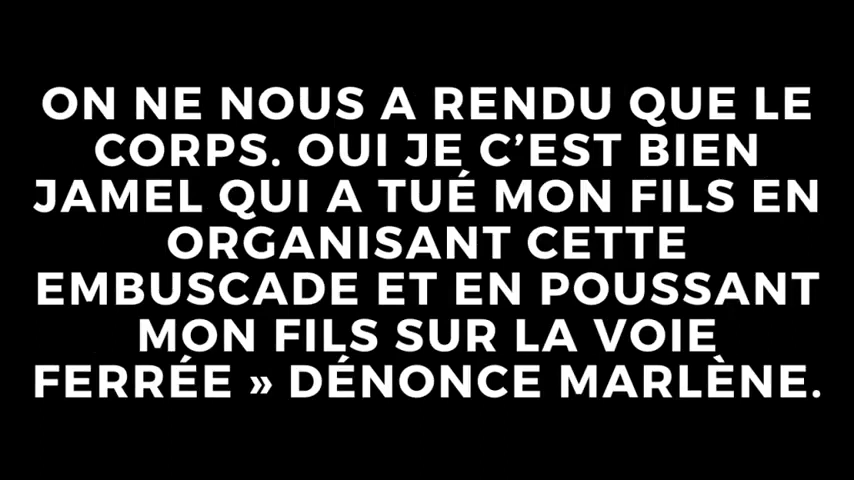 ON NE NOUS A RENDU QUE LE
CORPS. OUI JE C’EST BIEN
JAMEL QUI A TUÉ MON FILS EN
ORGANISANT CETTE
EMBUSCADE ET EN POUSSANT
MON FILS SUR LA VOIE
FERRÉE » DÉNONCE MARLÈNE.